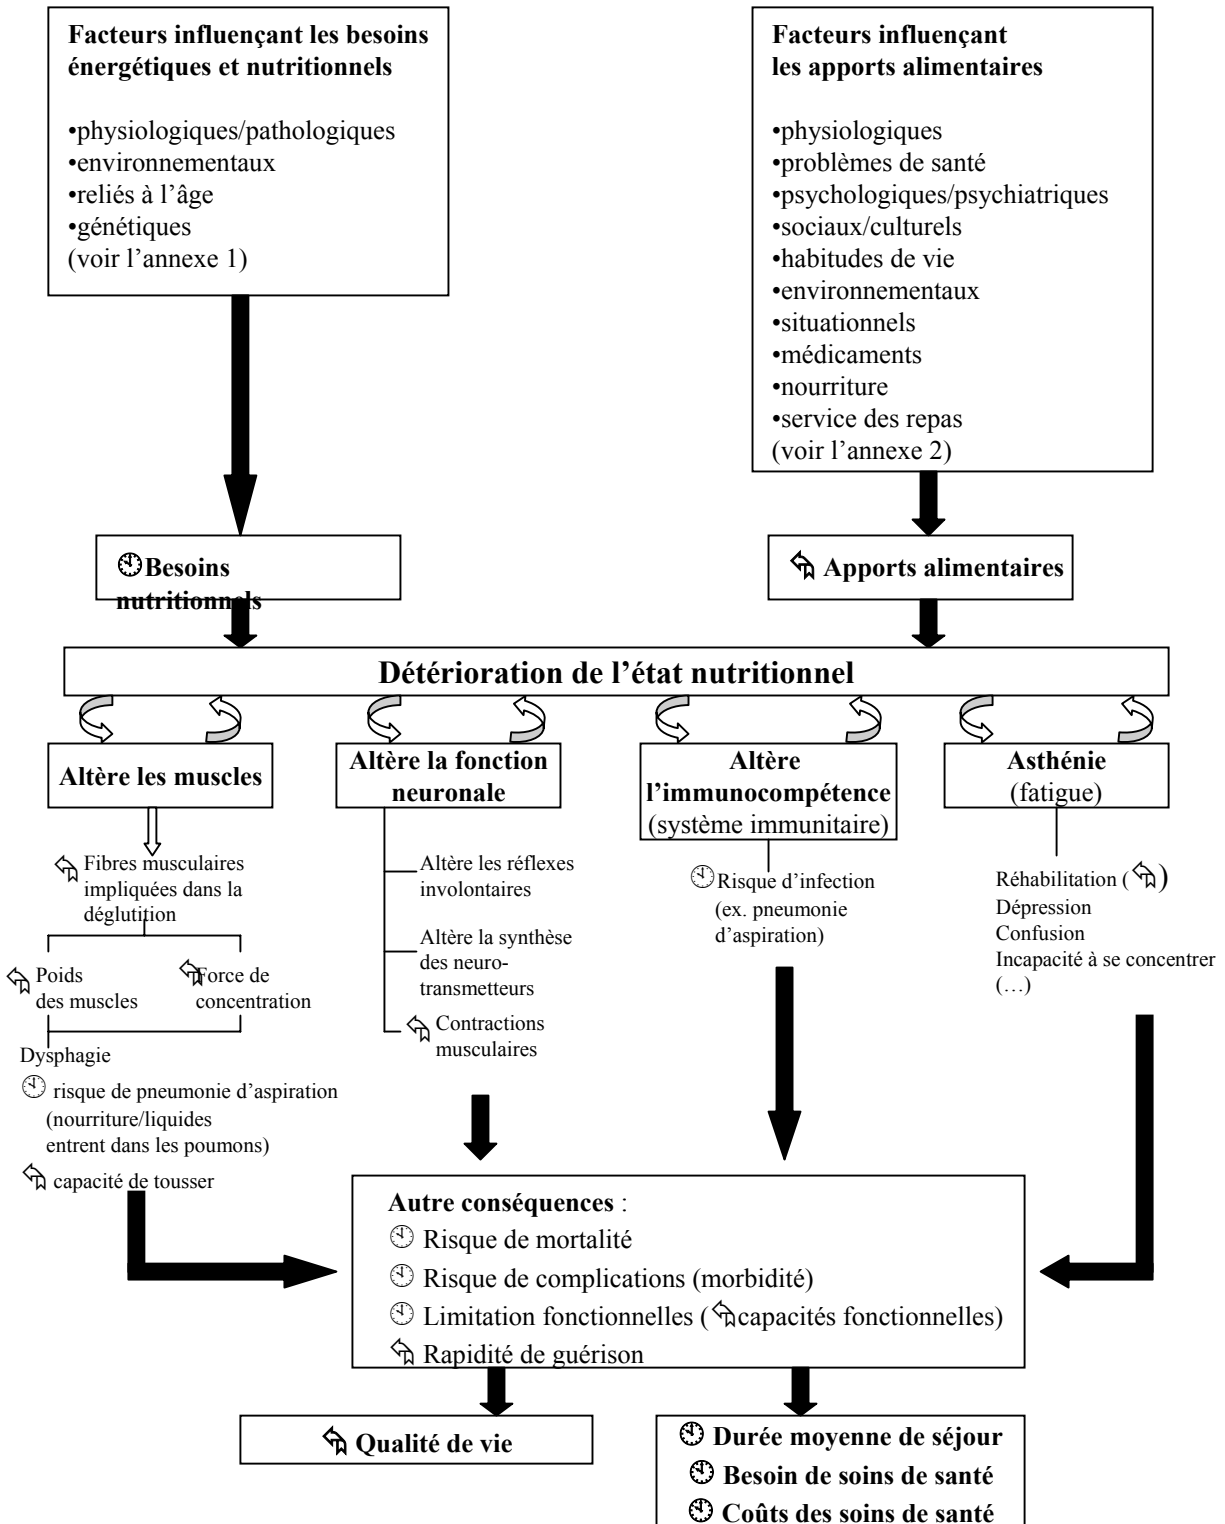 Facteurs influençant les besoins
énergétiques et nutritionnels
•physiologiques/pathologiques
•environnementaux
•reliés à l’âge
•génétiques
(voir l’annexe 1)
Facteurs influençant
les apports alimentaires
•physiologiques
•problèmes de santé
•psychologiques/psychiatriques
•sociaux/culturels
•habitudes de vie
•environnementaux
•situationnels
•médicaments
•nourriture
•service des repas
(voir l’annexe 2)
Besoins
nutritionnels
Apports alimentaires
Détérioration de l’état nutritionnel
Altère les muscles
Fibres musculaires
impliquées dans la
déglutition
Poids
des muscles
Force de
concentration
Dysphagie
risque de pneumonie d’aspiration
(nourriture/liquides
entrent dans les poumons)
capacité de tousser
Altère la fonction
neuronale
Altère les réflexes
involontaires
Altère la synthèse
des neuro-
transmetteurs
Contractions
musculaires
Altère
l’immunocompétence
(système immunitaire)
Risque d’infection
(ex. pneumonie
d’aspiration)
Asthénie
(fatigue)
Réhabilitation ( )
Dépression
Confusion
Incapacité à se concentrer
(…)
Autre conséquences :
Risque de mortalité
Risque de complications (morbidité)
Limitation fonctionnelles ( capacités fonctionnelles)
Rapidité de guérison
Qualité de vie
Durée moyenne de séjour
Besoin de soins de santé
Coûts des soins de santé